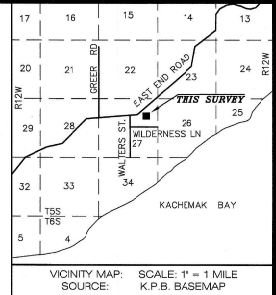 17 16 15 14 13
20 21 GREER RD 22 EAST END ROAD 23 24
R12W R12W
THIS SURVEY
29 28 WALTERS ST. WILDERNESS LN 27 26 25
32 33 34
KACHEMAK BAY
T5S
T6S
5 4
VICINITY MAP: SCALE: 1" = 1 MILE
SOURCE: K.P.B. BASEMAP